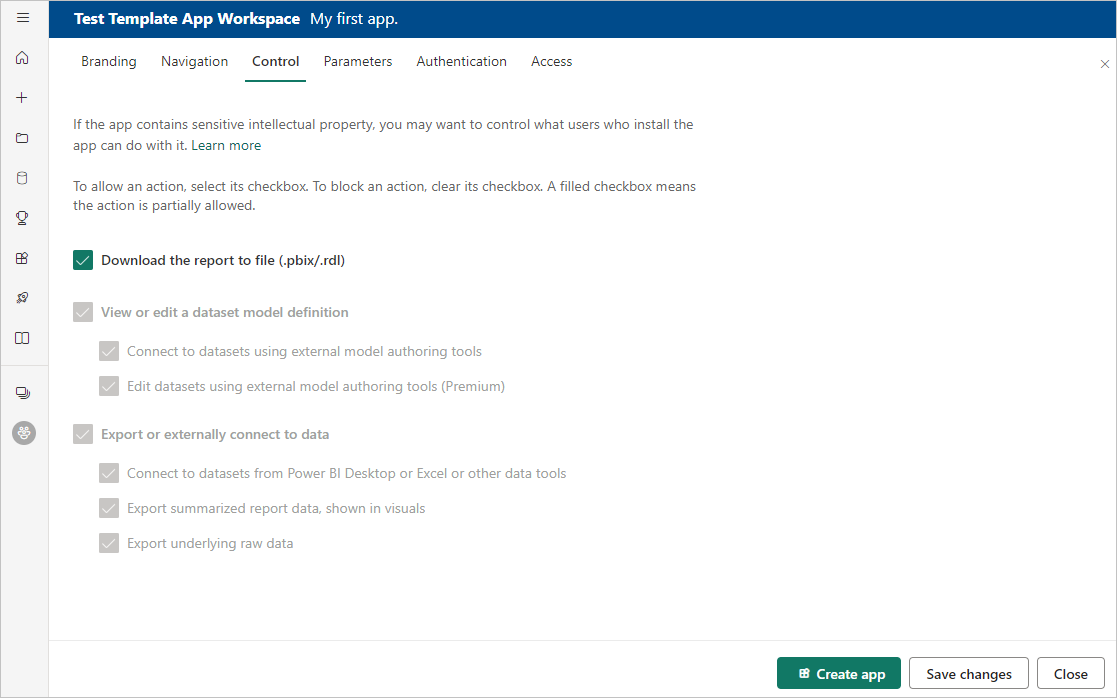 Test Template App Workspace My first app.
Branding Navigation Control Parameters Authentication Access
If the app contains sensitive intellectual property, you may want to control what users who install the
app can do with it. Learn more
To allow an action, select its checkbox. To block an action, clear its checkbox. A filled checkbox means
the action is partially allowed.
Download the report to file (.pbix/.rdl)
View or edit a dataset model definition
Connect to datasets using external model authoring tools
Edit datasets using external model authoring tools (Premium)
Export or externally connect to data
Connect to datasets from Power BI Desktop or Excel or other data tools
Export summarized report data, shown in visuals
Export underlying raw data
Create app Save changes Close